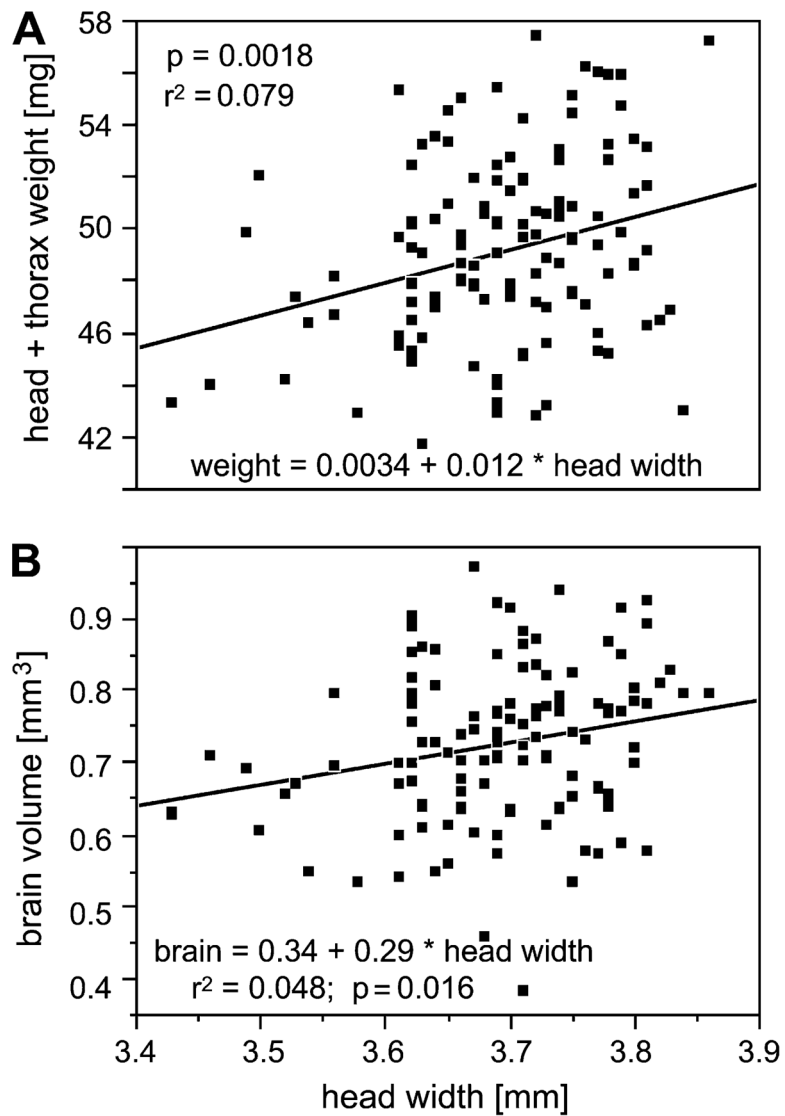 A
head + thorax weight [mg]
58
54
50
46
42
p = 0.0018
r² = 0.079
weight = 0.0034 + 0.012 * head width
B
brain volume [mm³]
0.9
0.8
0.7
0.6
0.5
0.4
brain = 0.34 + 0.29 * head width
r² = 0.048; p = 0.016
3.4 3.5 3.6 3.7 3.8 3.9
head width [mm]